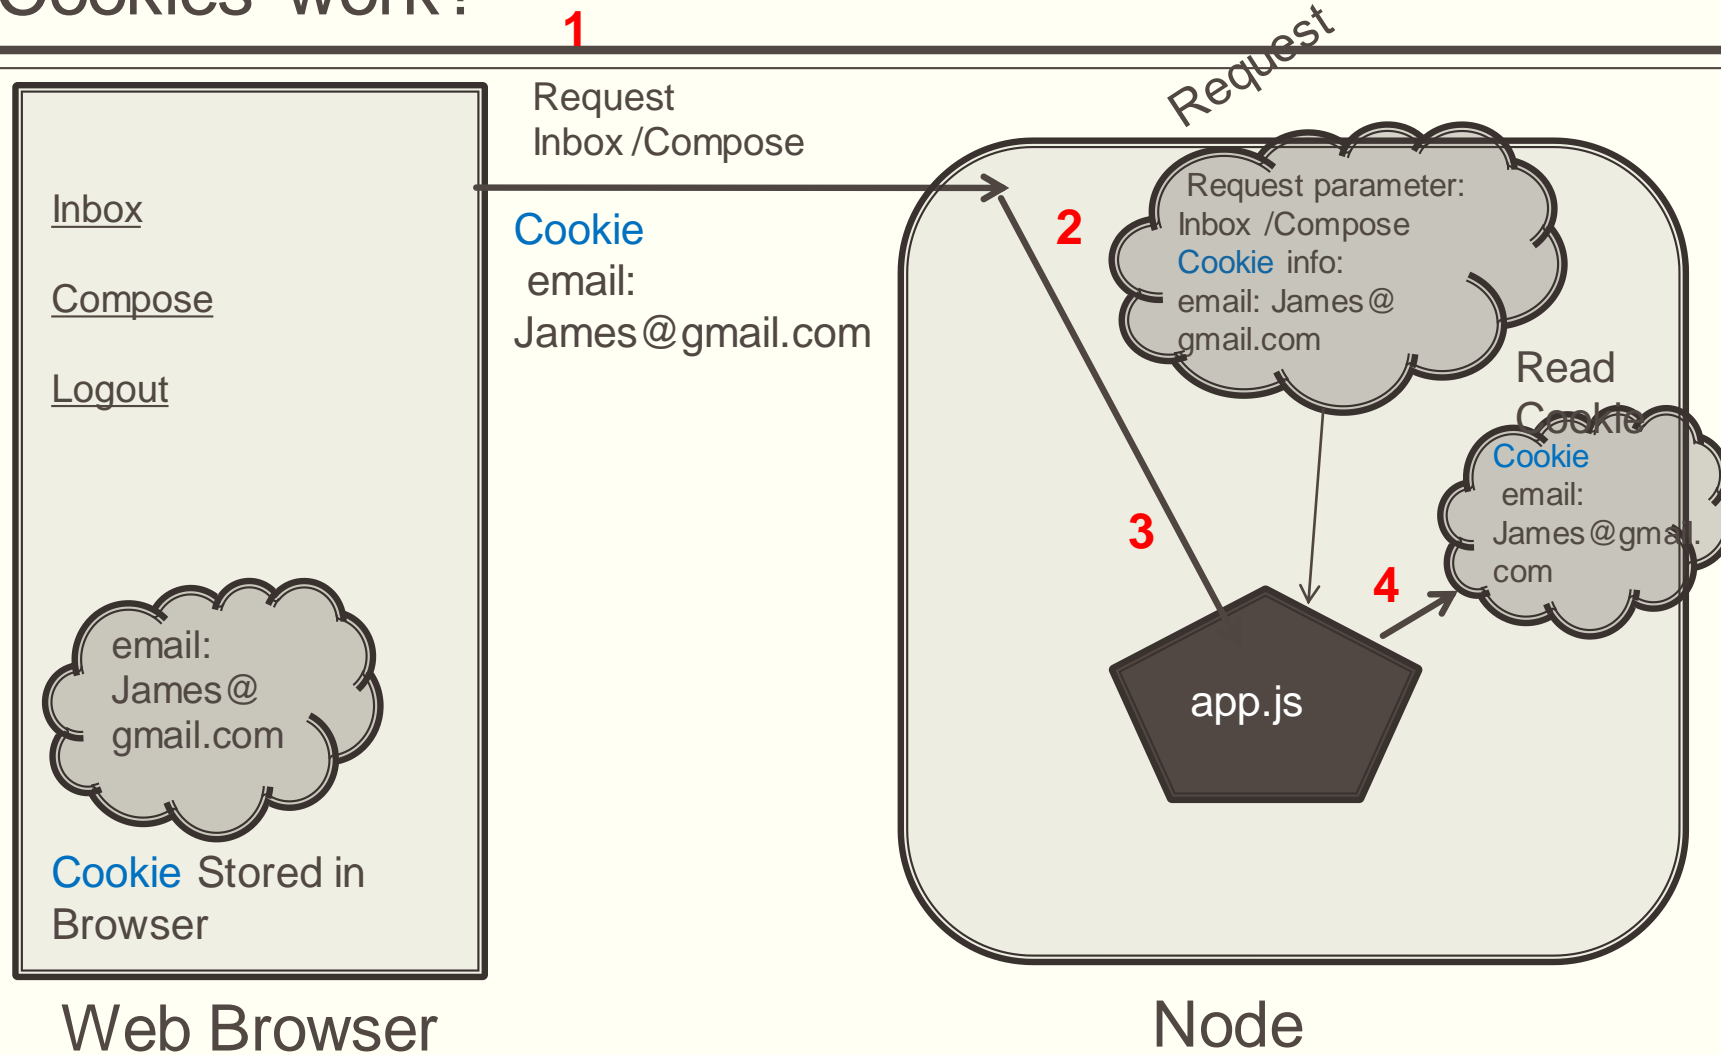 Cookies work?
1
Request
Inbox /Compose
Cookie
email:
James@gmail.com
Inbox
Compose
Logout
email:
James@
gmail.com
Cookie Stored in
Browser
Web Browser
Request
2
Request parameter:
Inbox /Compose
Cookie info:
email: James@
gmail.com
Read
Cookie
Cookie
email:
James@gmail.
com
3
4
app.js
Node